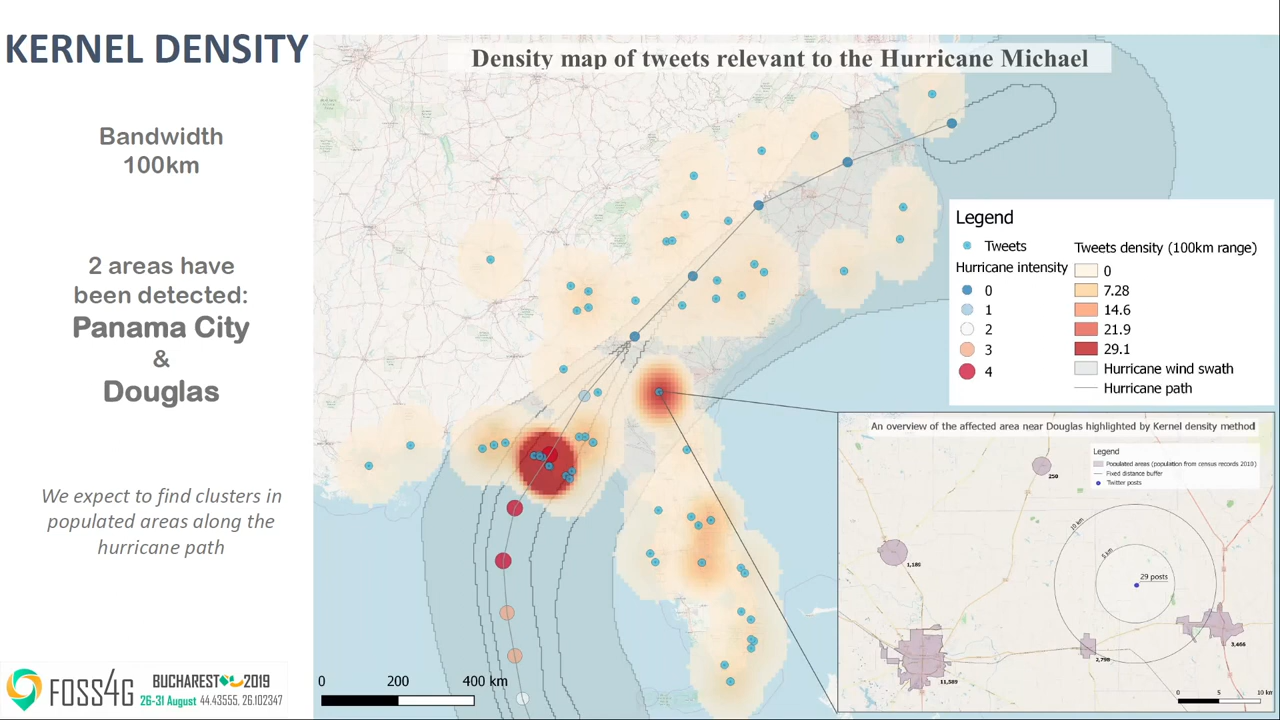 KERNEL DENSITY
Bandwidth
100km
2 areas have
been detected:
Panama City
&
Douglas
We expect to find clusters in
populated areas along the
hurricane path
FOSS4G
BUCHAREST 2019
26-31 August 44.43555, 26.102347
Density map of tweets relevant to the Hurricane Michael
Legend
Tweets
Hurricane intensity
0
1
2
3
4
Tweets density (100km range)
0
7.28
14.6
21.9
29.1
Hurricane wind swath
Hurricane path
0 200 400 km
An overview of the affected area near Douglas highlighted by Kernel density method
Legend
Populated areas (population from census records 2010)
Fixed distance buffer
Twitter posts
250
10 km
5 km
1,186
29 posts
3,466
2,798
11,589
0 5 10 km